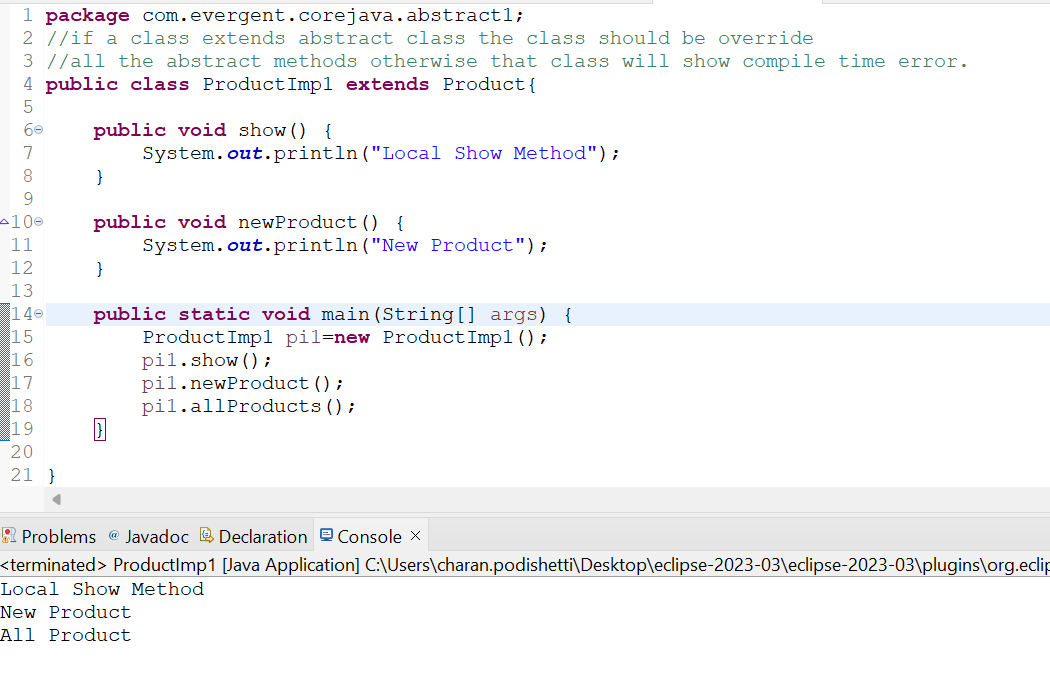 1 package com.evergent.corejava.abstract1;
2 //if a class extends abstract class the class should be override
3 //all the abstract methods otherwise that class will show compile time error.
4 public class ProductImp1 extends Product{
5
6 public void show() {
7 System.out.println("Local Show Method");
8 }
9
10 public void newProduct() {
11 System.out.println("New Product");
12 }
13
14 public static void main(String[] args) {
15 ProductImp1 pi1=new ProductImp1();
16 pi1.show();
17 pi1.newProduct();
18 pi1.allProducts();
19 }
20
21 }
Problems @ Javadoc Declaration Console ×
<terminated> ProductImp1 [Java Application] C:\Users\charan.podishetti\Desktop\eclipse-2023-03\eclipse-2023-03\plugins\org.eclip
Local Show Method
New Product
All Product